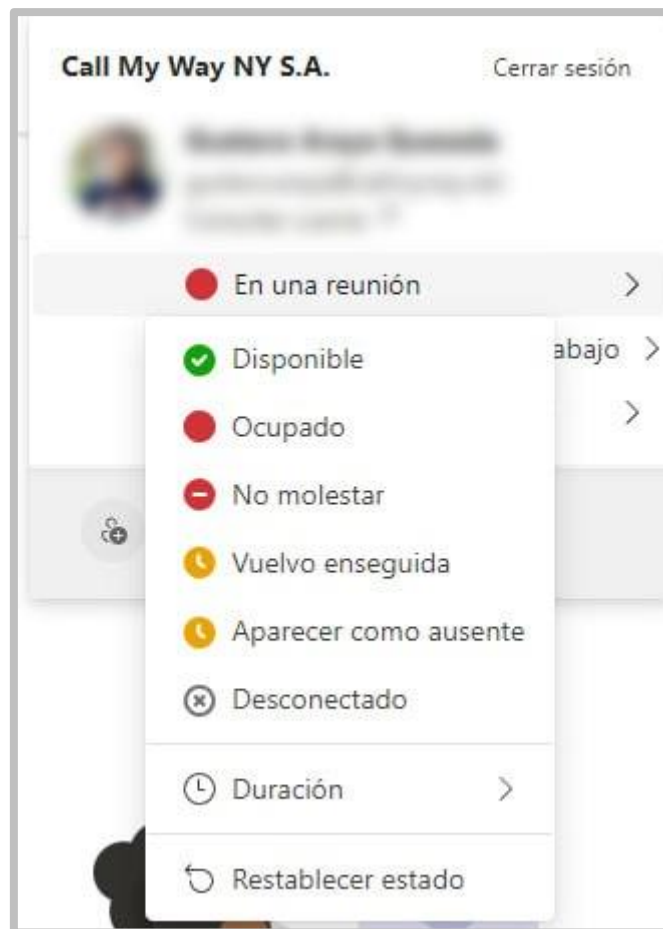 Call My Way NY S.A.
Cerrar sesión
En una reunión
Disponible
abajo
Ocupado
No molestar
Vuelvo enseguida
Aparecer como ausente
Desconectado
Duración
Restablecer estado